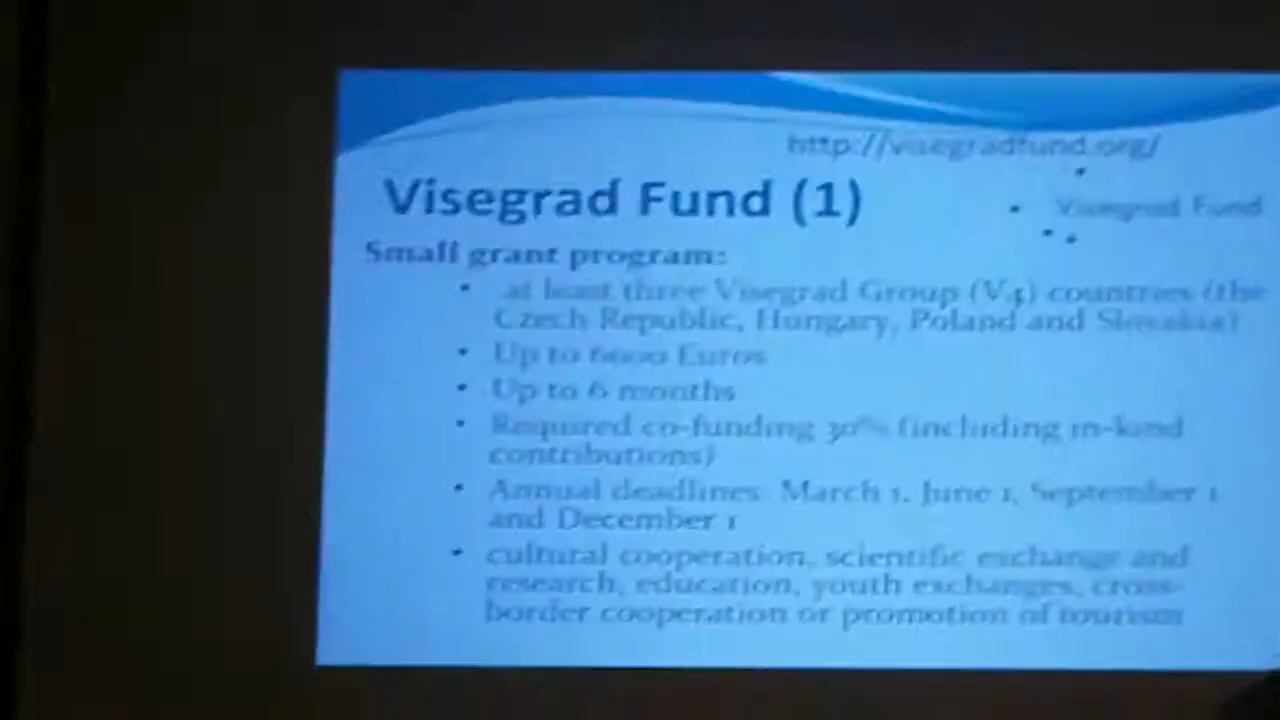 http://visegradfund.org/
Visegrad Fund (1)
• Visegrad Fund
Small grant program:
• at least three Visegrad Group (V4) countries (the
Czech Republic, Hungary, Poland and Slovakia)
• Up to 6000 Euros
• Up to 6 months
• Required co-funding 30% (including in-kind
contributions)
• Annual deadlines: March 1, June 1, September 1
and December 1
• cultural cooperation, scientific exchange and
research, education, youth exchanges, cross-
border cooperation or promotion of tourism